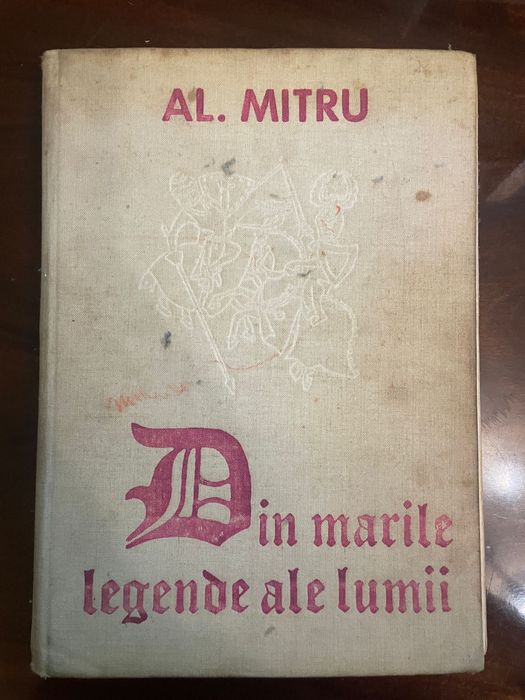 AL. MITRU
Din marile
legende ale lumii